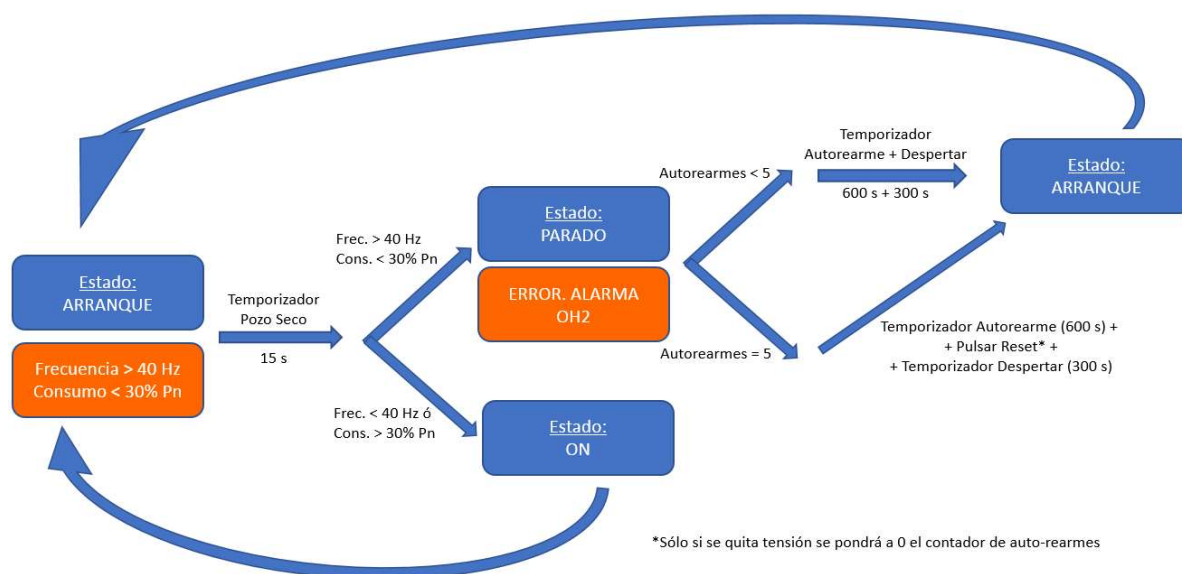 Estado:
ARRANQUE
Frecuencia > 40 Hz
Consumo < 30% Pn
Temporizador
Pozo Seco
15 s
Frec. > 40 Hz
Cons. < 30% Pn
Frec. < 40 Hz ó
Cons. > 30% Pn
Estado:
PARADO
ERROR. ALARMA
OH2
Estado:
ON
Autorearmes < 5
Autorearmes = 5
Temporizador
Autorearme + Despertar
600 s + 300 s
Temporizador Autorearme (600 s) +
+ Pulsar Reset* +
+ Temporizador Despertar (300 s)
Estado:
ARRANQUE
*Sólo si se quita tensión se pondrá a 0 el contador de auto-rearmes